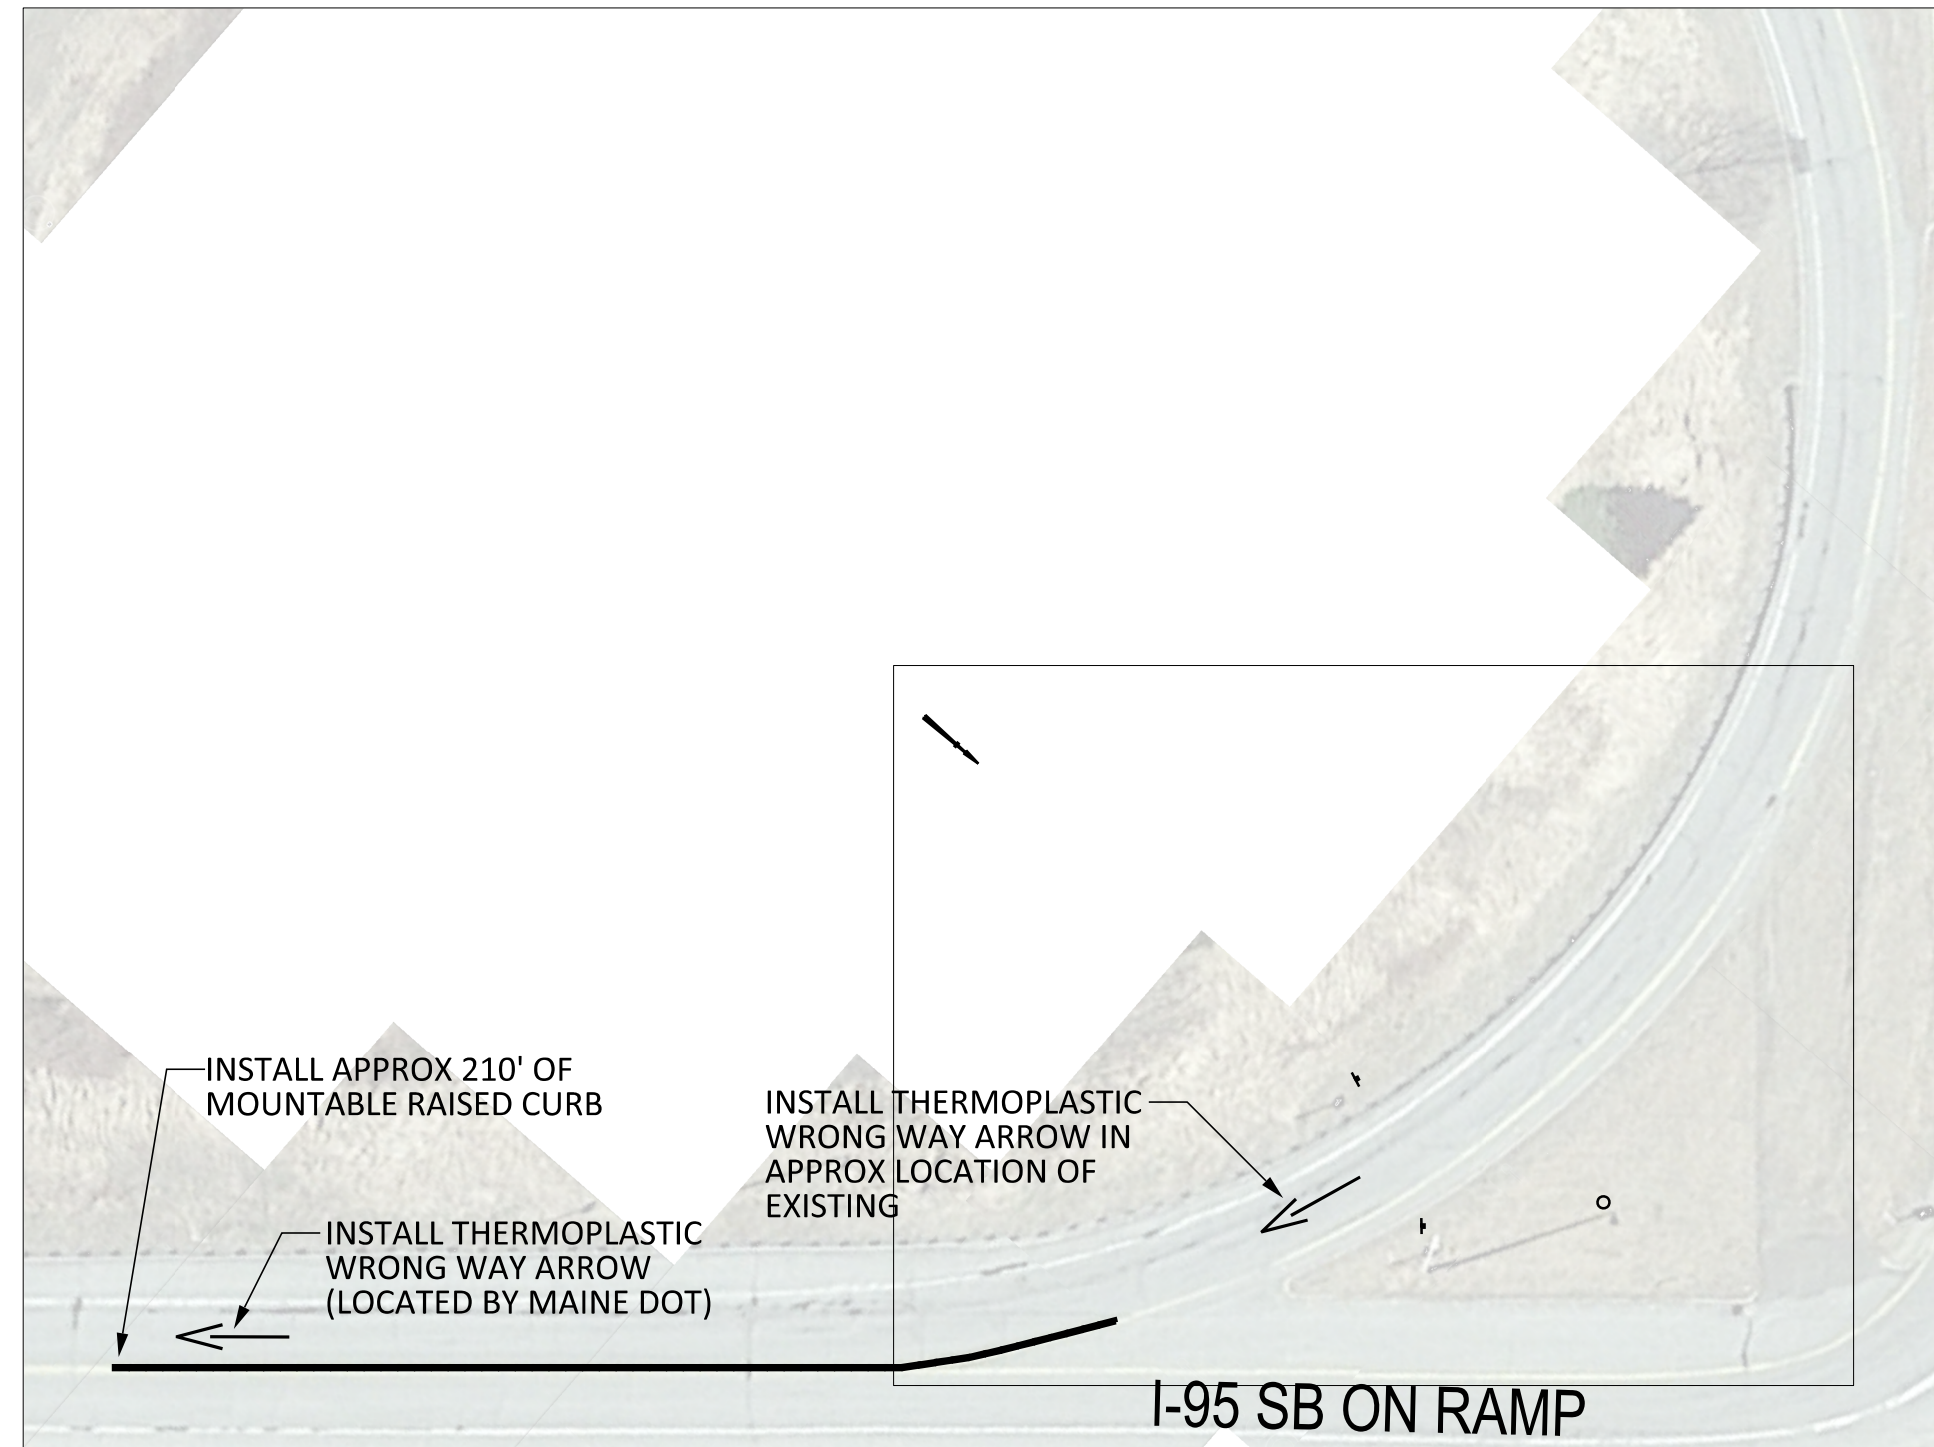 INSTALL APPROX 210' OF
MOUNTABLE RAISED CURB
INSTALL THERMOPLASTIC
WRONG WAY ARROW IN
APPROX LOCATION OF
EXISTING
INSTALL THERMOPLASTIC
WRONG WAY ARROW
(LOCATED BY MAINE DOT)
I-95 SB ON RAMP